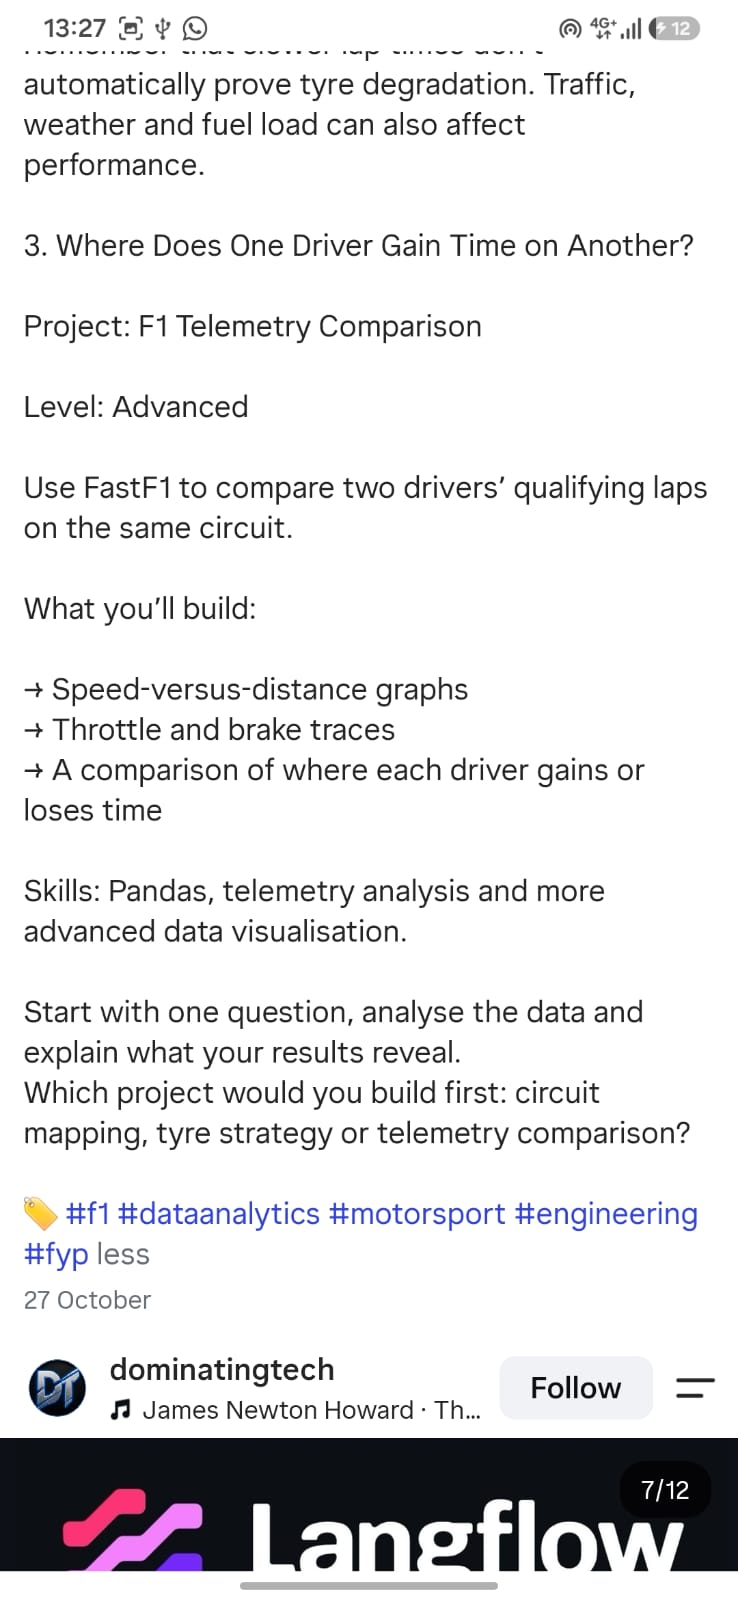 13:27
4G+
12
automatically prove tyre degradation. Traffic,
weather and fuel load can also affect
performance.
3. Where Does One Driver Gain Time on Another?
Project: F1 Telemetry Comparison
Level: Advanced
Use FastF1 to compare two drivers’ qualifying laps
on the same circuit.
What you’ll build:
→ Speed-versus-distance graphs
→ Throttle and brake traces
→ A comparison of where each driver gains or
loses time
Skills: Pandas, telemetry analysis and more
advanced data visualisation.
Start with one question, analyse the data and
explain what your results reveal.
Which project would you build first: circuit
mapping, tyre strategy or telemetry comparison?
🏷️ #f1 #dataanalytics #motorsport #engineering
#fyp less
27 October
DT
dominatingtech
James Newton Howard · Th...
Follow
7/12
Langflow